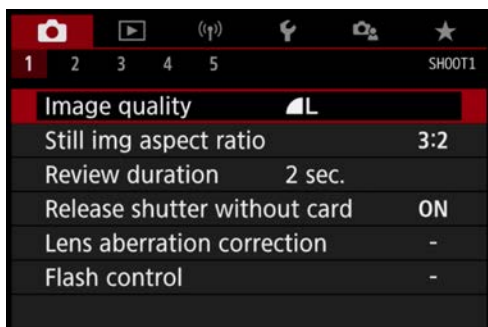 1 2 3 4 5 SHOOT1
Image quality L
Still img aspect ratio 3:2
Review duration 2 sec.
Release shutter without card ON
Lens aberration correction -
Flash control -